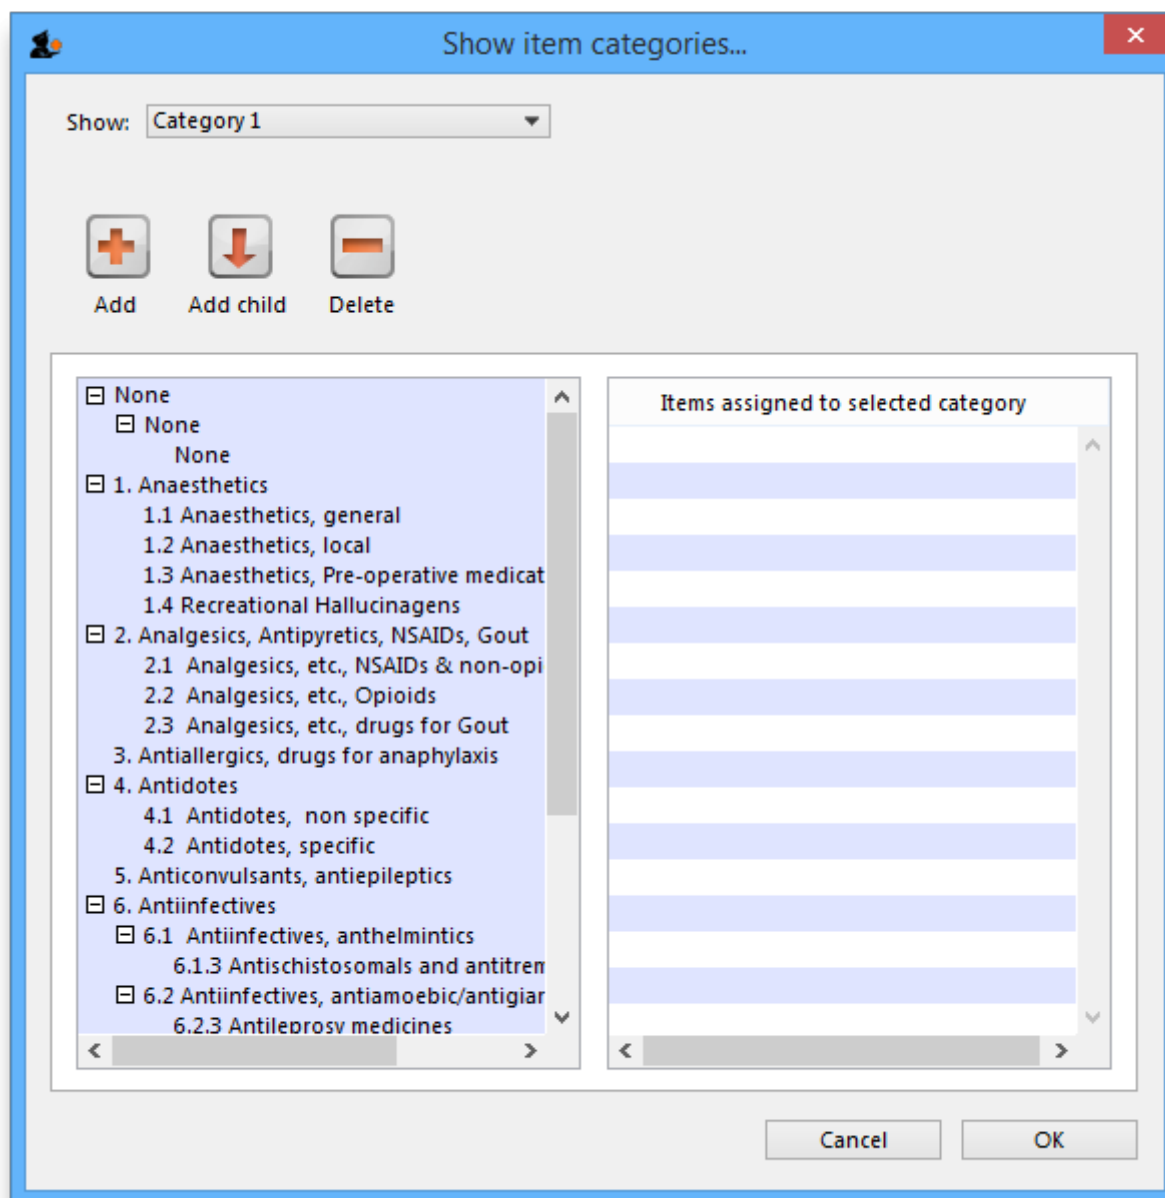 Show item categories...
Show: Category 1
Add Add child Delete
None
None
None
1. Anaesthetics
1.1 Anaesthetics, general
1.2 Anaesthetics, local
1.3 Anaesthetics, Pre-operative medicat
1.4 Recreational Hallucinagens
2. Analgesics, Antipyretics, NSAIDs, Gout
2.1 Analgesics, etc., NSAIDs & non-opi
2.2 Analgesics, etc., Opioids
2.3 Analgesics, etc., drugs for Gout
3. Antiallergics, drugs for anaphylaxis
4. Antidotes
4.1 Antidotes, non specific
4.2 Antidotes, specific
5. Anticonvulsants, antiepileptics
6. Antiinfectives
6.1 Antiinfectives, anthelmintics
6.1.3 Antischistosomals and antitrem
6.2 Antiinfectives, antiamoebic/antigiar
6.2.3 Antileprosy medicines
Items assigned to selected category
Cancel OK